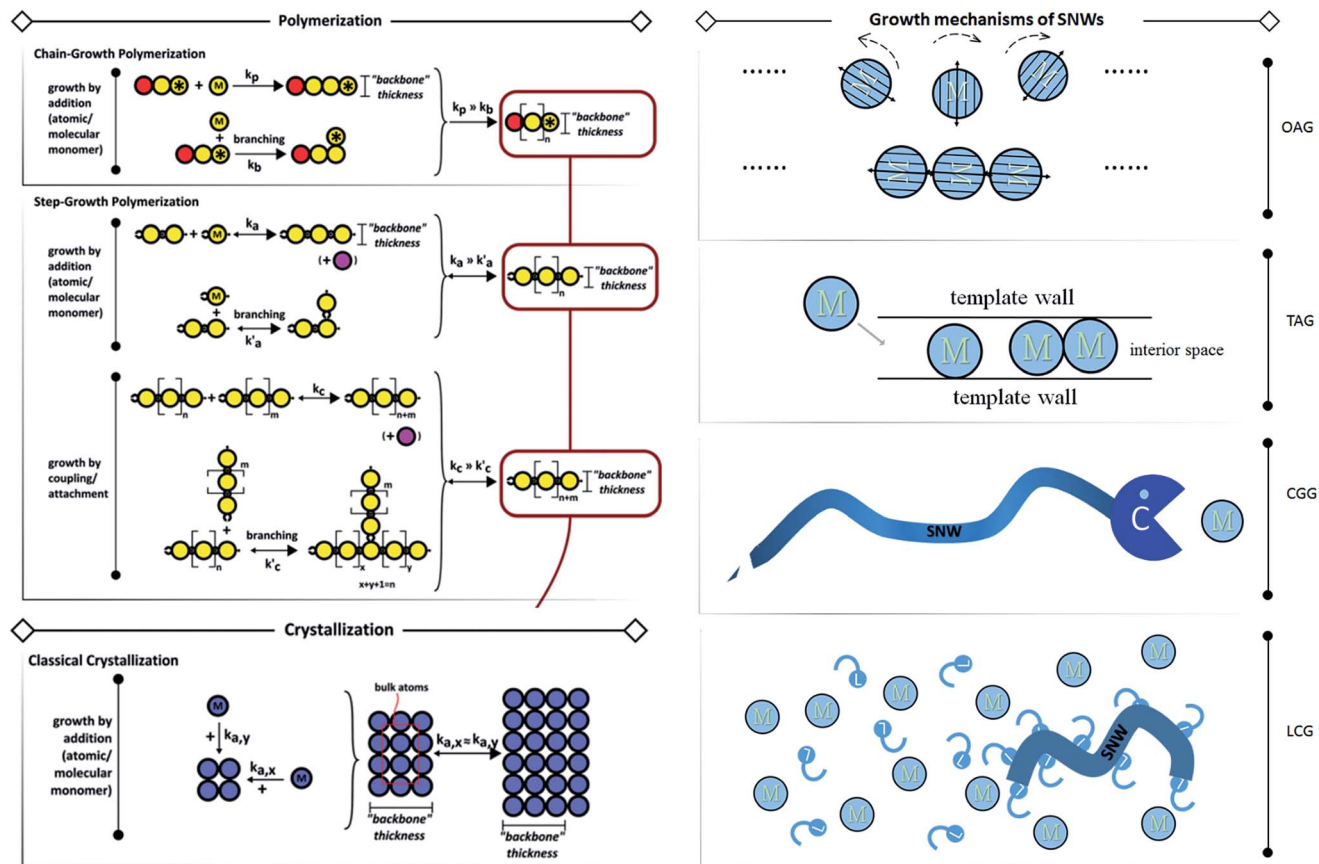 Polymerization
Chain-Growth Polymerization
growth by
addition
(atomic/
molecular
monomer)
+ M
kp
"backbone"
thickness
M
+
branching
kb
kp » kb
n
"backbone"
thickness
Step-Growth Polymerization
growth by
addition
(atomic/
molecular
monomer)
+ M
ka
"backbone"
thickness
(+ )
M
+
branching
k'a
ka » k'a
n
"backbone"
thickness
growth by
coupling/
attachment
n
+
m
kc
n+m
(+ )
m
+
n
branching
k'c
m
x
y
x+y+1=n
kc » k'c
n+m
"backbone"
thickness
Crystallization
Classical Crystallization
growth by
addition
(atomic/
molecular
monomer)
M
+ ka,y
ka,x
+
M
bulk atoms
ka,x ≈ ka,y
"backbone"
thickness
"backbone"
thickness
Growth mechanisms of SNWs
...... M M M ......
...... M M M ......
OAG
M
template wall
M M M
interior space
template wall
TAG
SNW
C
M
CGG
M M M M M M M M M M M M
L L L L L L L L L L L L
SNW
LCG